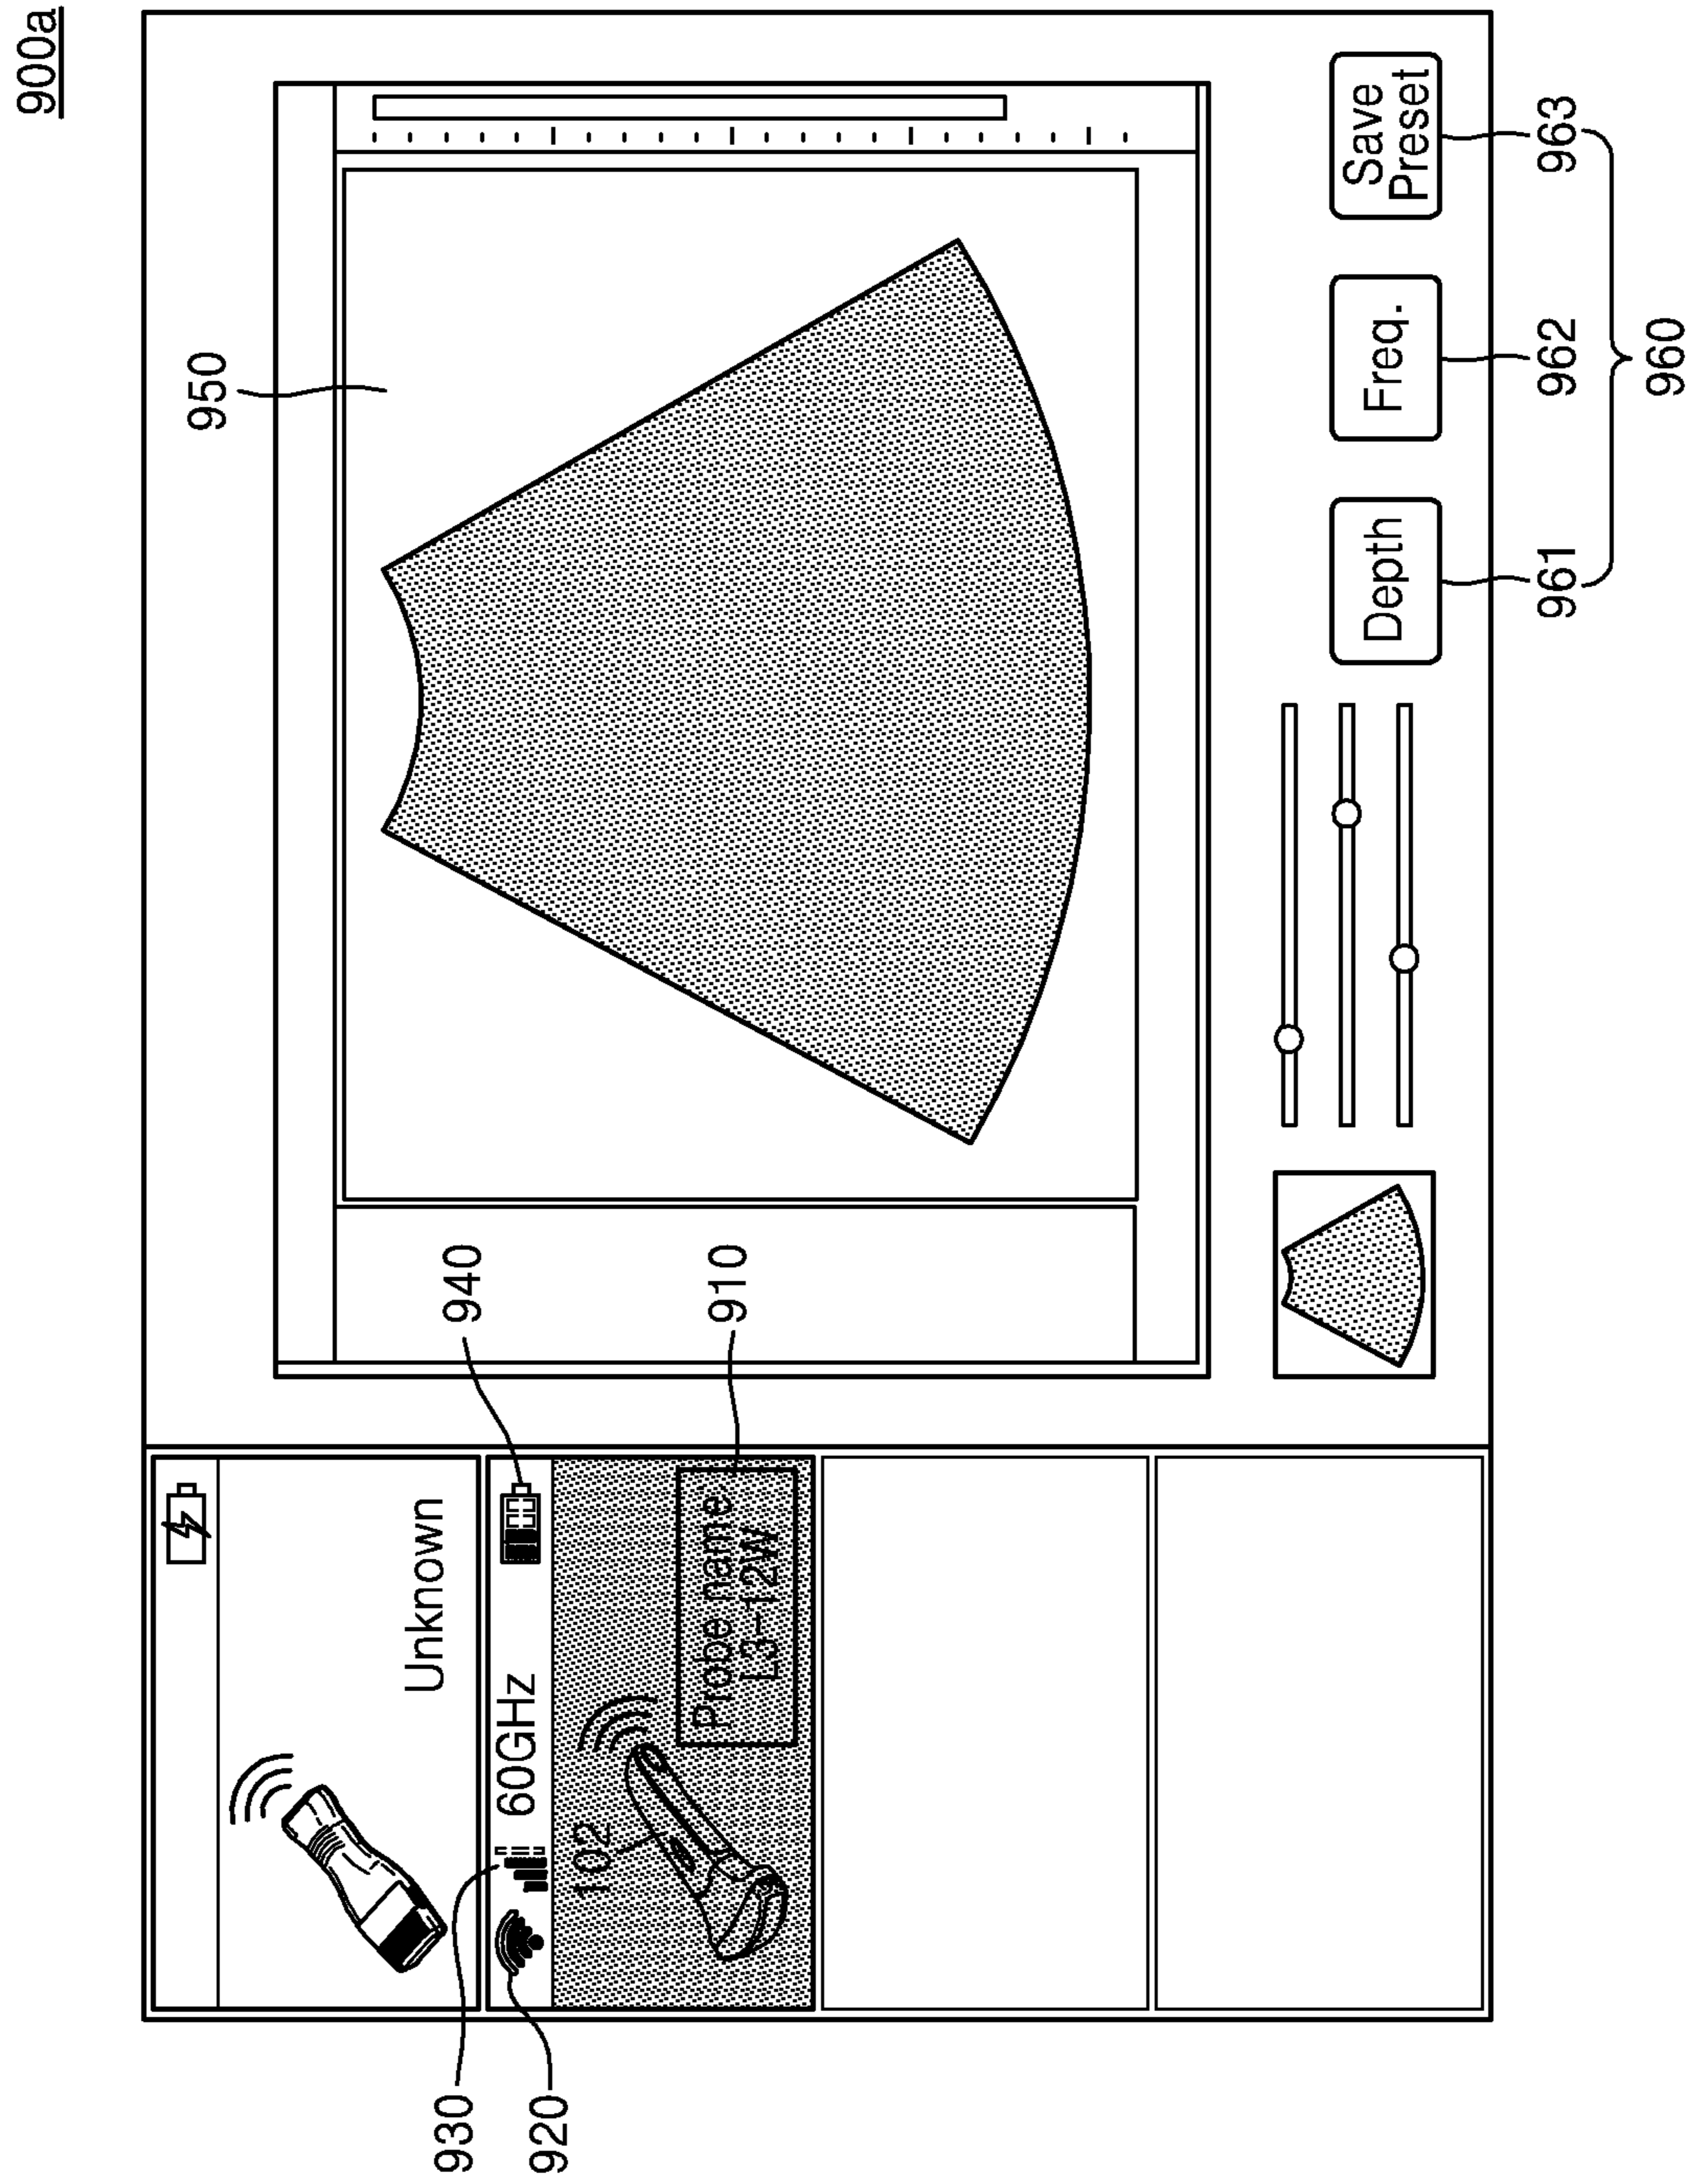 900a
950
940
910
930
920
Unknown
60GHz
102
Probe name
L3-12W
Depth
Freq.
Save
Preset
961
962
963
960